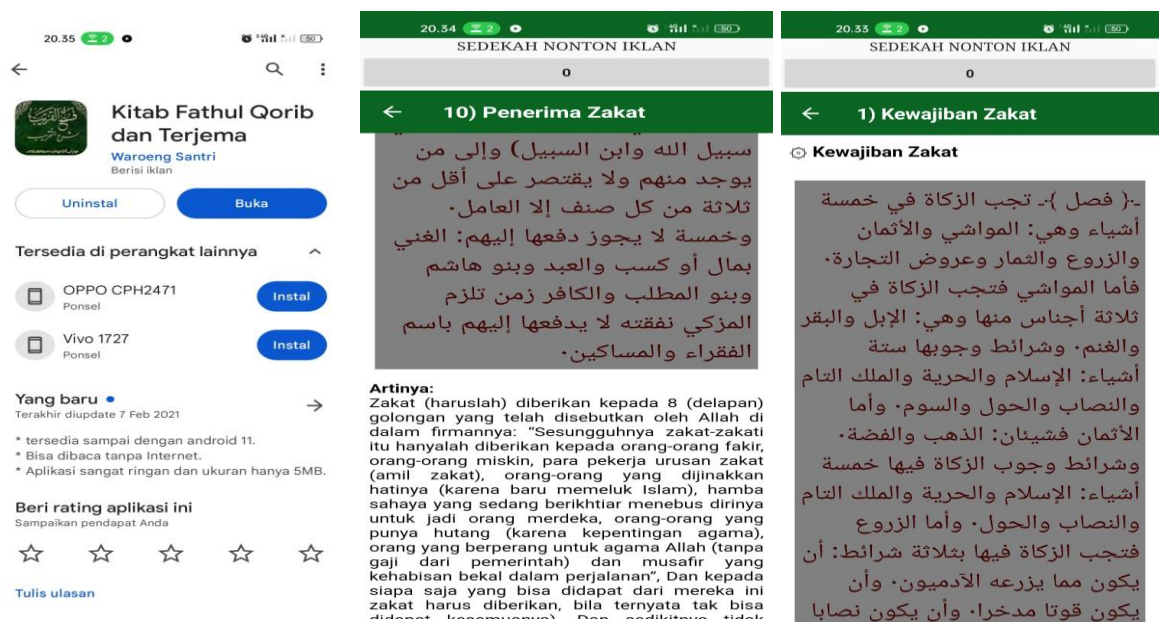 20.35 2
Kitab Fathul Qorib
dan Terjema
Waroeng Santri
Berisi iklan
Uninstal
Buka
Tersedia di perangkat lainnya
OPPO CPH2471
Ponsel
Instal
Vivo 1727
Ponsel
Instal
Yang baru
Terakhir diupdate 7 Feb 2021
* tersedia sampai dengan android 11.
* Bisa dibaca tanpa Internet.
* Aplikasi sangat ringan dan ukuran hanya 5MB.
Beri rating aplikasi ini
Sampaikan pendapat Anda
Tulis ulasan
20.34 2 50
SEDEKAH NONTON IKLAN
0
10) Penerima Zakat
سبيل الله وابن السبيل) وإلى من
يوجد منهم ولا يقتصر على أقل من
ثلاثة من كل صنف إلا العامل.
وخمسة لا يجوز دفعها إليهم: الغني
بمال أو كسب والعبد وبنو هاشم
وبنو المطلب والكافر زمن تلزم
المزكي نفقته لا يدفعها إليهم باسم
الفقراء والمساكين.
Artinya:
Zakat (haruslah) diberikan kepada 8 (delapan)
golongan yang telah disebutkan oleh Allah di
dalam firmannya: “Sesungguhnya zakat-zakati
itu hanyalah diberikan kepada orang-orang fakir,
orang-orang miskin, para pekerja urusan zakat
(amil zakat), orang-orang yang dijinakkan
hatinya (karena baru memeluk Islam), hamba
sahaya yang sedang berikhtiar menebus dirinya
untuk jadi orang merdeka, orang-orang yang
punya hutang (karena kepentingan agama),
orang yang berperang untuk agama Allah (tanpa
gaji dari pemerintah) dan musafir yang
kehabisan bekal dalam perjalanan”, Dan kepada
siapa saja yang bisa didapat dari mereka ini
zakat harus diberikan, bila ternyata tak bisa
20.33 2 50
SEDEKAH NONTON IKLAN
0
1) Kewajiban Zakat
Kewajiban Zakat
ـ{ فصل }ـ تجب الزكاة في خمسة
أشياء وهي: المواشي والأثمان
والزروع والثمار وعروض التجارة.
فأما المواشي فتجب الزكاة في
ثلاثة أجناس منها وهي: الإبل والبقر
والغنم. وشرائط وجوبها ستة
أشياء: الإسلام والحرية والملك التام
والنصاب والحول والسوم. وأما
الأثمان فشيئان: الذهب والفضة.
وشرائط وجوب الزكاة فيها خمسة
أشياء: الإسلام والحرية والملك التام
والنصاب والحول. وأما الزروع
فتجب الزكاة فيها بثلاثة شرائط: أن
يكون مما يزرعه الآدميون. وأن
يكون قوتا مدخرا. وأن يكون نصابا